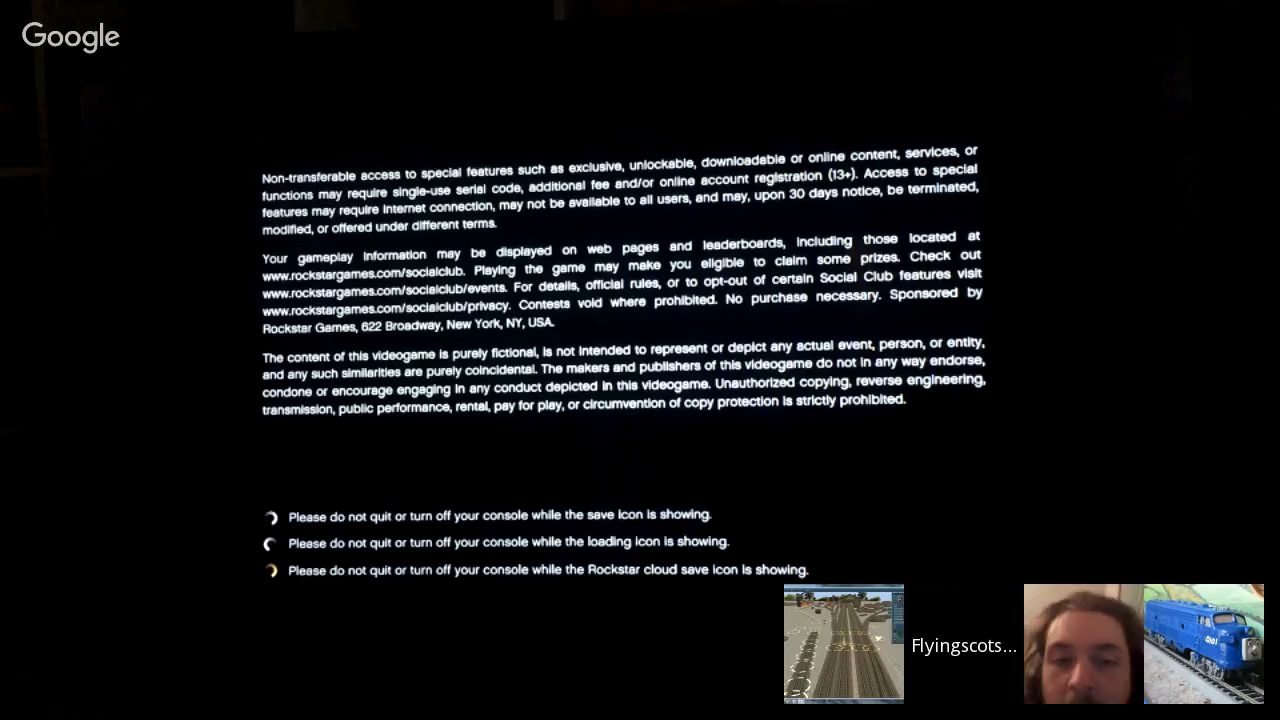 Google
Non-transferable access to special features such as exclusive, unlockable, downloadable or online content, services, or
functions may require single-use serial code, additional fee and/or online account registration (13+). Access to special
features may require internet connection, may not be available to all users, and may, upon 30 days notice, be terminated,
modified, or offered under different terms.
Your gameplay information may be displayed on web pages and leaderboards, including those located at
www.rockstargames.com/socialclub. Playing the game may make you eligible to claim some prizes. Check out
www.rockstargames.com/socialclub/events. For details, official rules, or to opt-out of certain Social Club features visit
www.rockstargames.com/socialclub/privacy. Contests void where prohibited. No purchase necessary. Sponsored by
Rockstar Games, 622 Broadway, New York, NY, USA.
The content of this videogame is purely fictional, is not intended to represent or depict any actual event, person, or entity,
and any such similarities are purely coincidental. The makers and publishers of this videogame do not in any way endorse,
condone or encourage engaging in any conduct depicted in this videogame. Unauthorized copying, reverse engineering,
transmission, public performance, rental, pay for play, or circumvention of copy protection is strictly prohibited.
Please do not quit or turn off your console while the save icon is showing.
Please do not quit or turn off your console while the loading icon is showing.
Please do not quit or turn off your console while the Rockstar cloud save icon is showing.
Flyingscots...